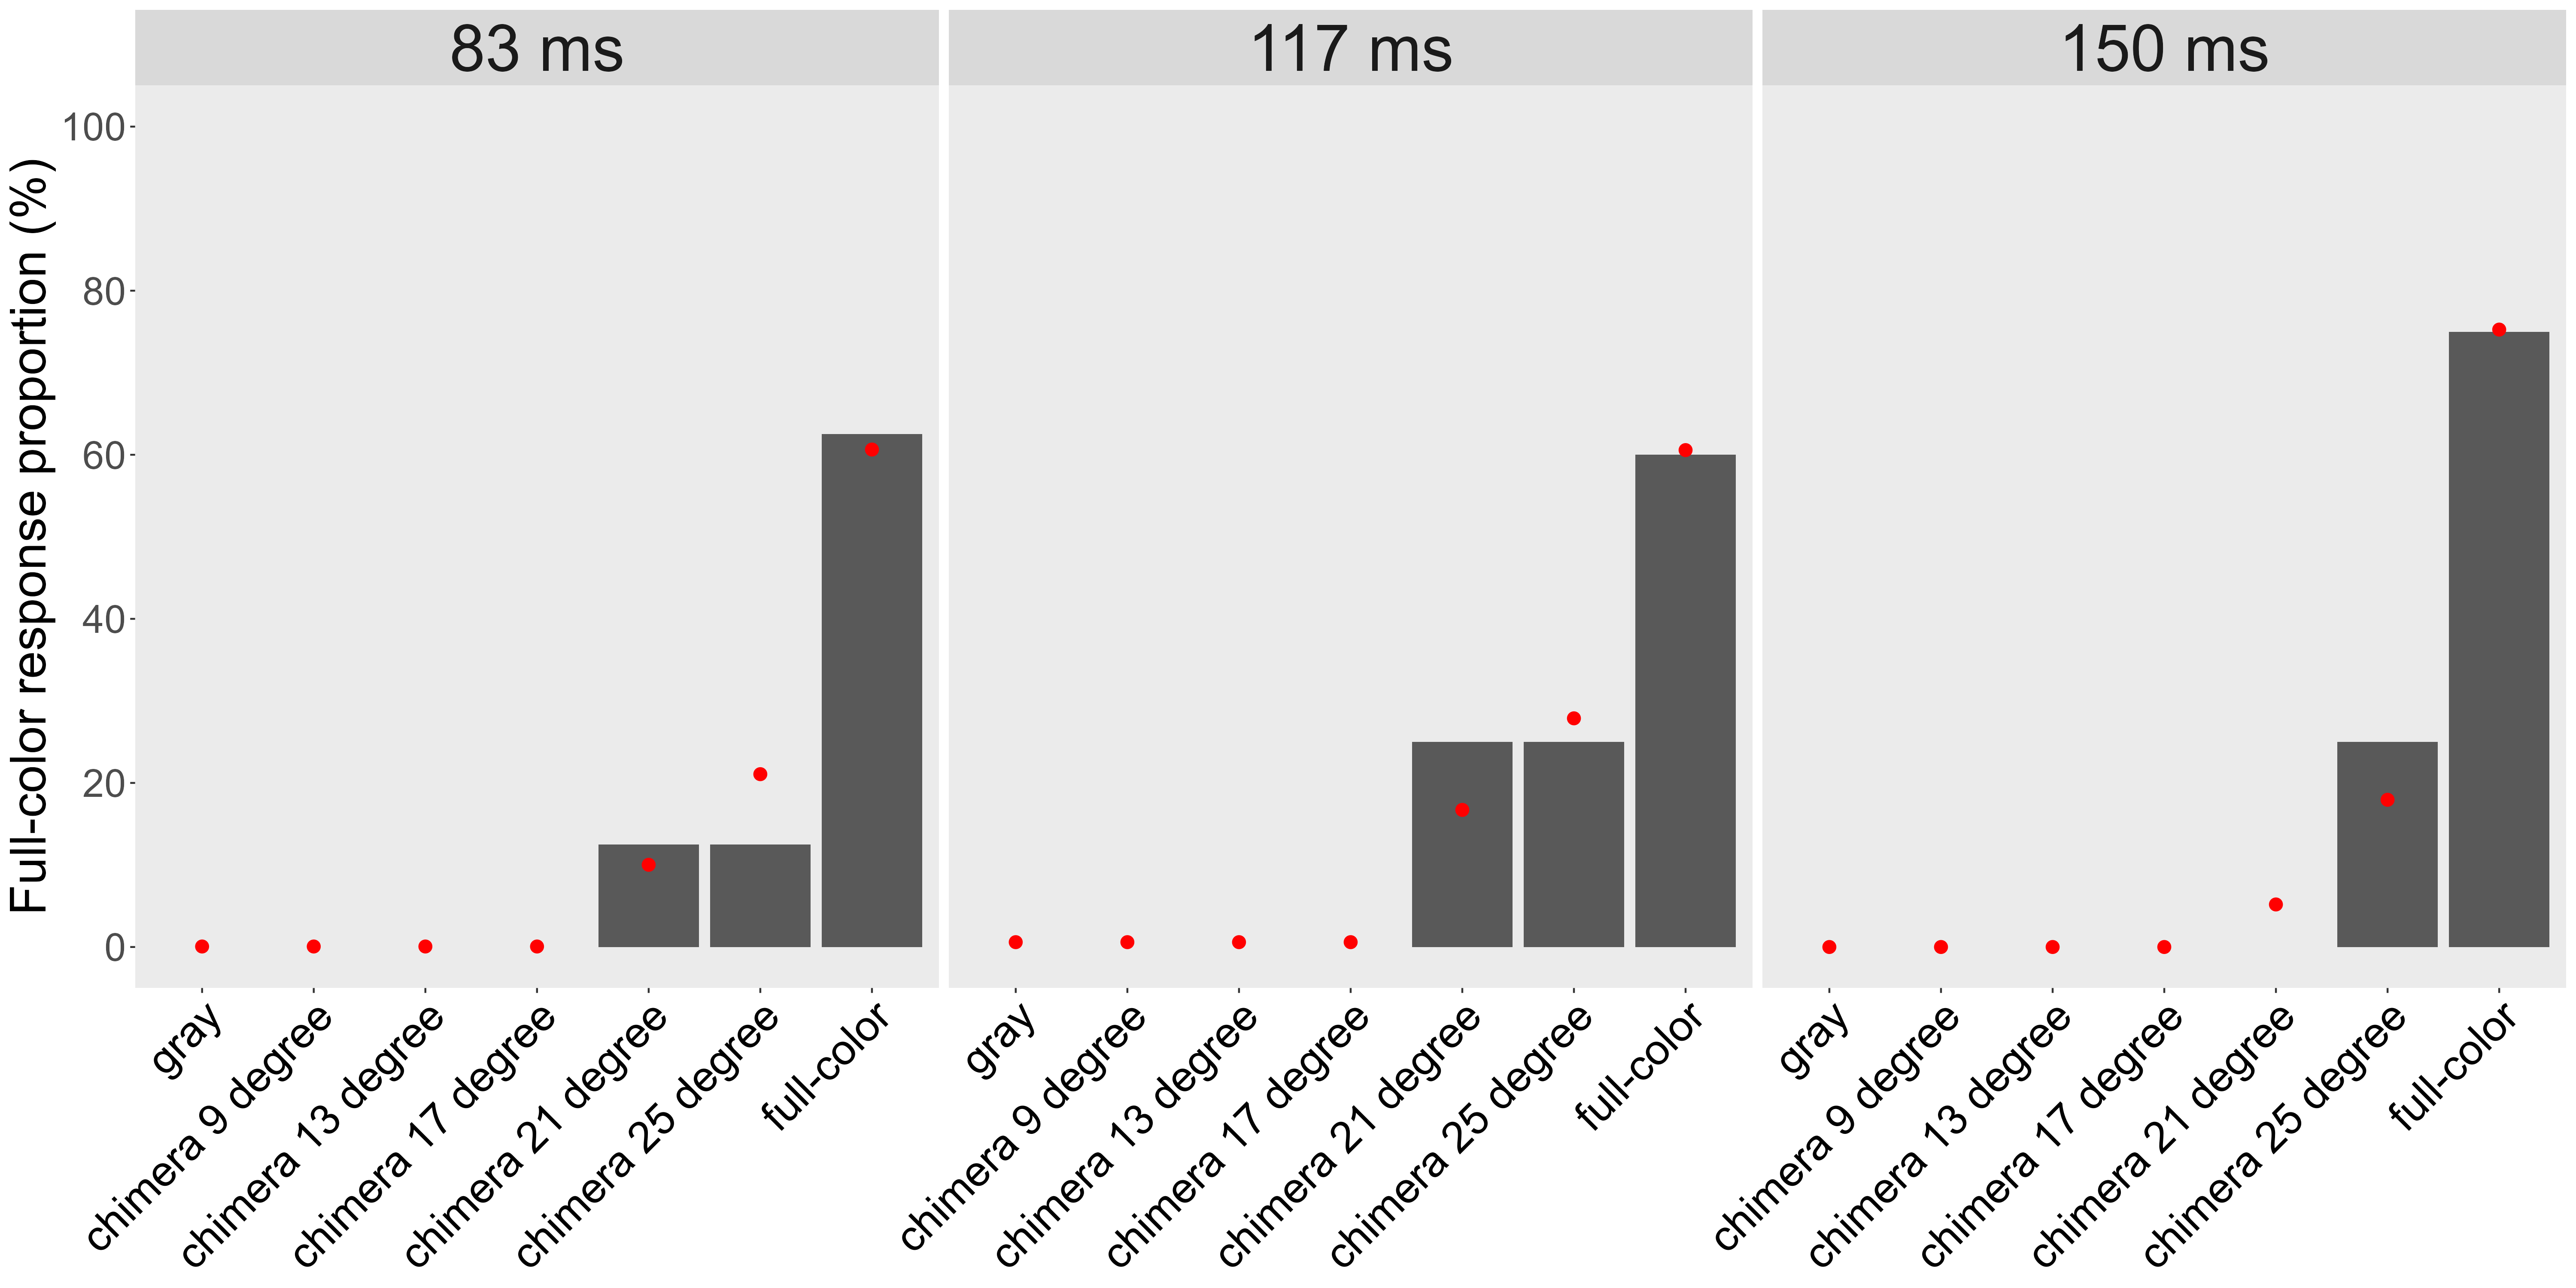 83 ms
117 ms
150 ms
Full-color response proportion (%)
100
80
60
40
20
0
gray
chimera 9 degree
chimera 13 degree
chimera 17 degree
chimera 21 degree
chimera 25 degree
full-color
gray
chimera 9 degree
chimera 13 degree
chimera 17 degree
chimera 21 degree
chimera 25 degree
full-color
gray
chimera 9 degree
chimera 13 degree
chimera 17 degree
chimera 21 degree
chimera 25 degree
full-color